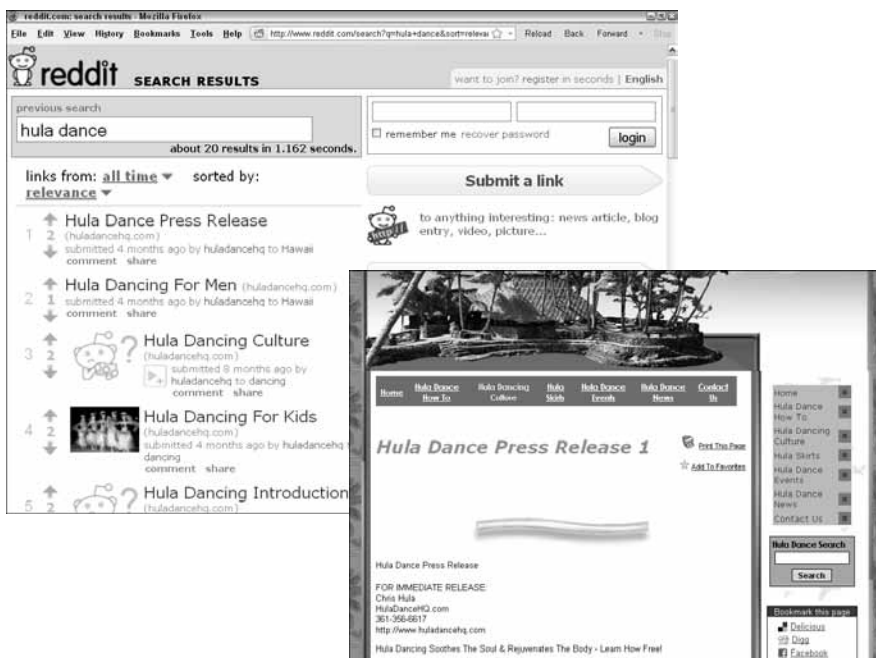 reddit.com: search results - Mozilla Firefox
File Edit View History Bookmarks Tools Help http://www.reddit.com/search?q=hula+dance&sort=relevan Reload Back Forward Stop
reddit SEARCH RESULTS
want to join? register in seconds | English
previous search
hula dance
about 20 results in 1.162 seconds.
remember me recover password login
links from: all time sorted by:
relevance
Submit a link
to anything interesting: news article, blog
entry, video, picture...
http://
1 2 Hula Dance Press Release
(huladancehq.com)
submitted 4 months ago by huladancehq to Hawaii
comment share
2 1 Hula Dancing For Men (huladancehq.com)
submitted 4 months ago by huladancehq to Hawaii
comment share
3 2 Hula Dancing Culture
(huladancehq.com)
submitted 8 months ago by
huladancehq to dancing
comment share
4 2 Hula Dancing For Kids
(huladancehq.com)
submitted 4 months ago by huladancehq
dancing
comment share
5 2 Hula Dancing Introduction
(huladancehq.com)
Home Hula Dance How To Hula Dancing Culture Hula Skirts Hula Dance Events Hula Dance News Contact Us
Hula Dance Press Release 1
Print This Page
Add To Favorites
Hula Dance Press Release
FOR IMMEDIATE RELEASE:
Chris Hula
HulaDanceHQ.com
361-356-6617
http://www.huladancehq.com
Hula Dancing Soothes The Soul & Rejuvenates The Body - Learn How Free!
Home
Hula Dance
How To
Hula Dancing
Culture
Hula Skirts
Hula Dance
Events
Hula Dance
News
Contact Us
Hula Dance Search
Search
Bookmark this page
Delicious
Digg
Facebook